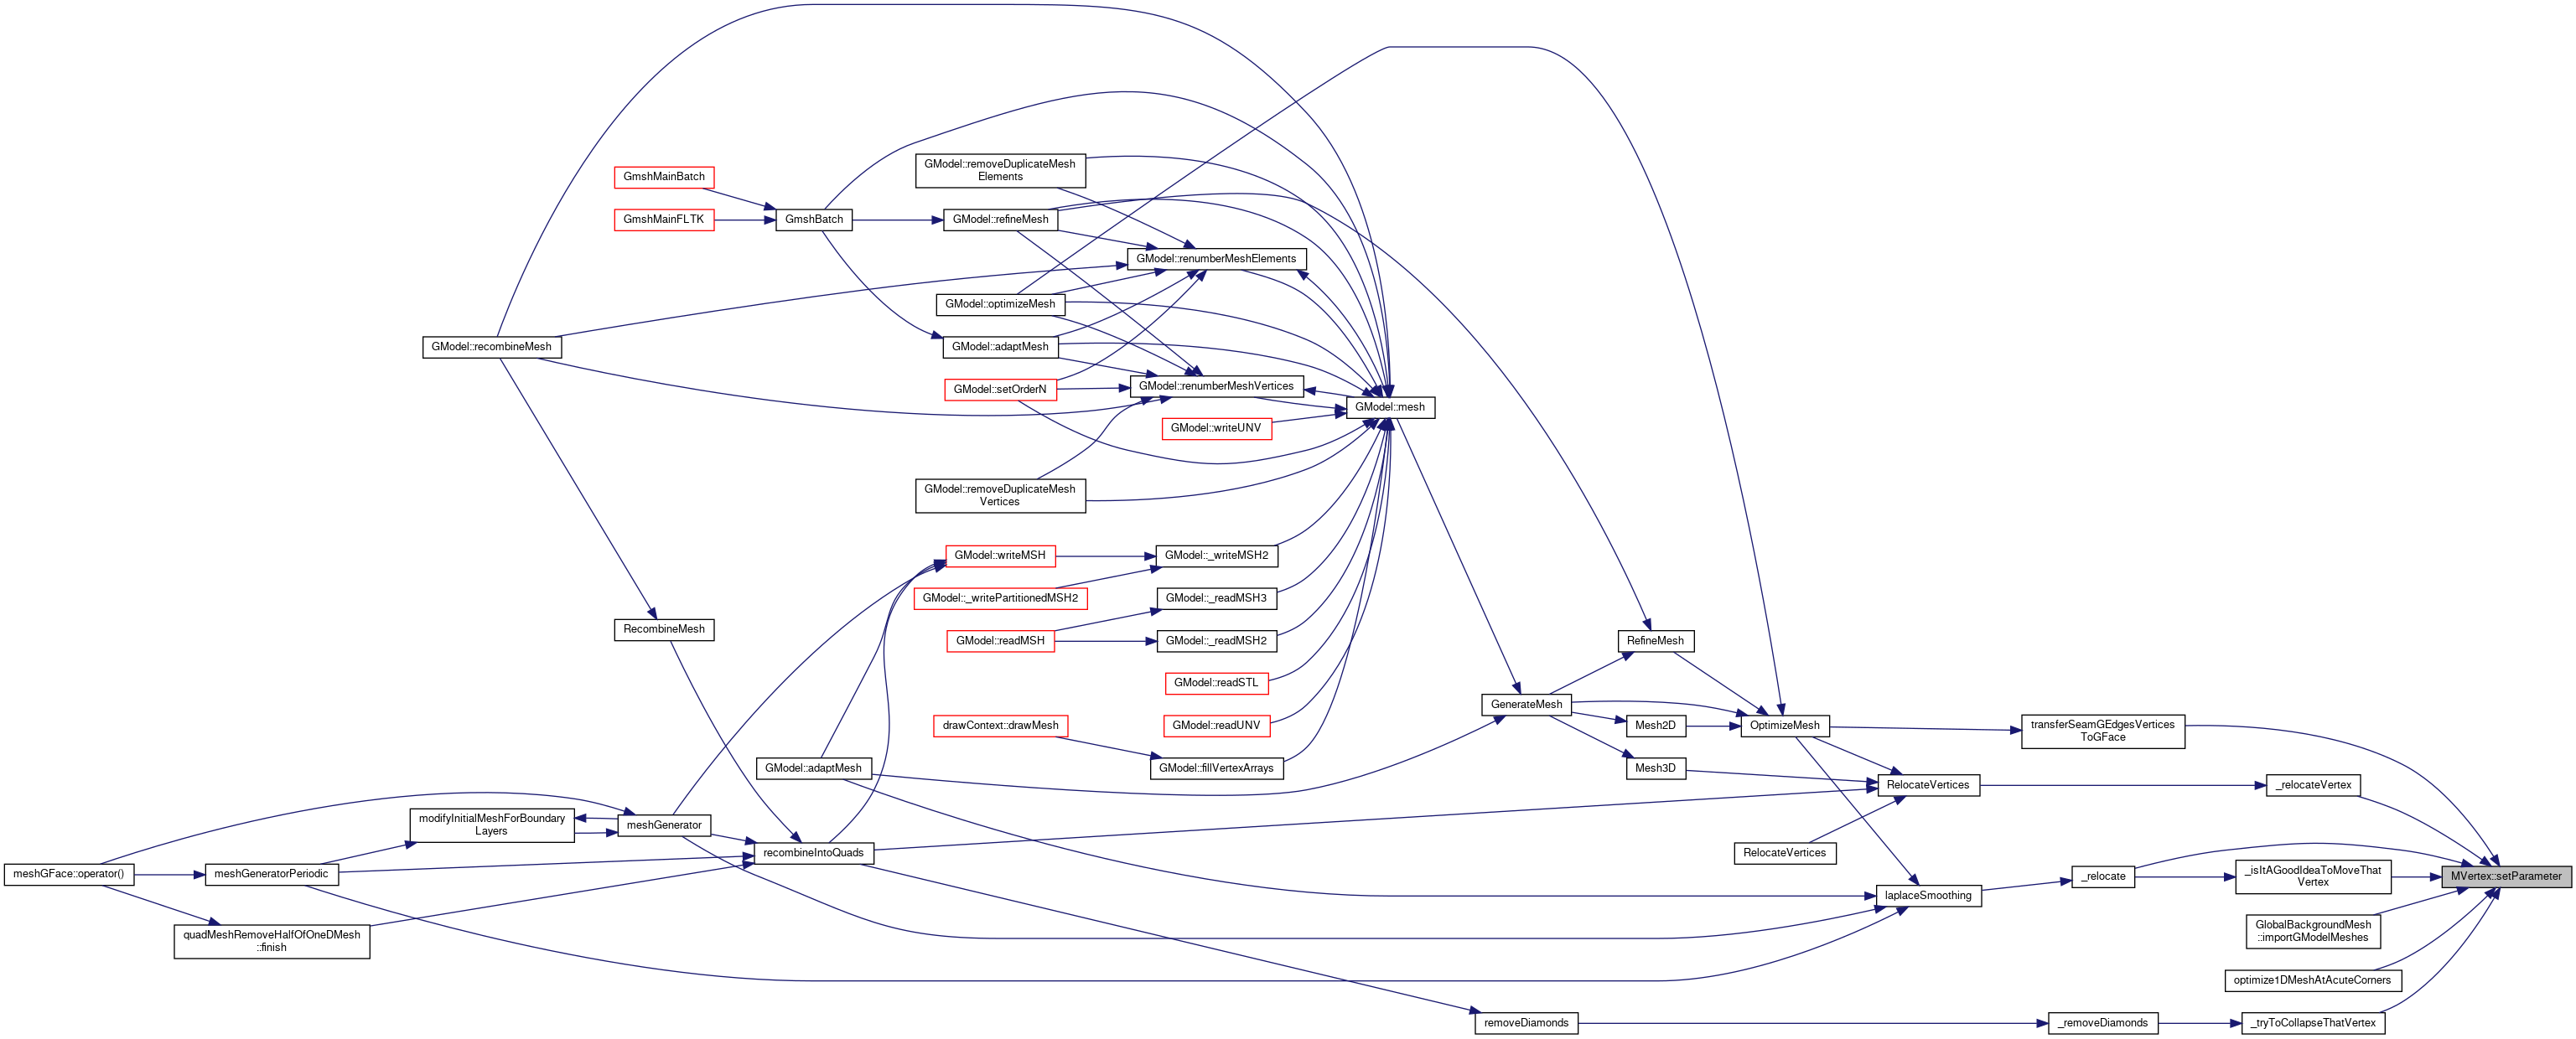 GModel::removeDuplicateMesh
Elements
GmshMainBatch
GmshMainFLTK
GmshBatch
GModel::refineMesh
GModel::renumberMeshElements
GModel::optimizeMesh
GModel::recombineMesh
GModel::adaptMesh
GModel::setOrderN
GModel::renumberMeshVertices
GModel::mesh
GModel::writeUNV
GModel::removeDuplicateMesh
Vertices
GModel::writeMSH
GModel::_writeMSH2
GModel::_writePartitionedMSH2
GModel::_readMSH3
RecombineMesh
GModel::readMSH
GModel::_readMSH2
RefineMesh
GModel::readSTL
GenerateMesh
drawContext::drawMesh
GModel::readUNV
Mesh2D
OptimizeMesh
transferSeamGEdgesVertices
ToGFace
GModel::adaptMesh
GModel::fillVertexArrays
Mesh3D
RelocateVertices
_relocateVertex
modifyInitialMeshForBoundary
Layers
meshGenerator
recombineIntoQuads
RelocateVertices
meshGFace::operator()
meshGeneratorPeriodic
_relocate
_isItAGoodIdeaToMoveThat
Vertex
MVertex::setParameter
laplaceSmoothing
quadMeshRemoveHalfOfOneDMesh
::finish
GlobalBackgroundMesh
::importGModelMeshes
optimize1DMeshAtAcuteCorners
removeDiamonds
_removeDiamonds
_tryToCollapseThatVertex